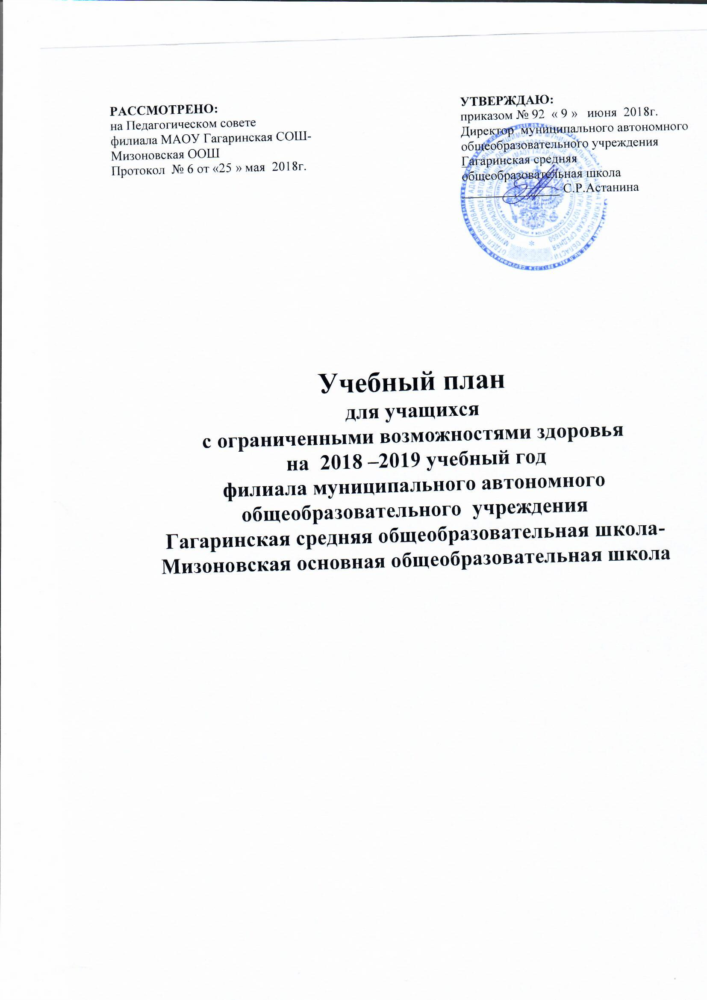 РАССМОТРЕНО:
на Педагогическом совете
филиала МАОУ Гагаринская СОШ-
Мизоновская ООШ
Протокол № 6 от «25 » мая 2018г.
УТВЕРЖДАЮ:
приказом № 92 « 9 » июня 2018г.
Директор муниципального автономного
общеобразовательного учреждения
Гагаринская средняя
общеобразовательная школа
С.Р.Астанина
Учебный план
для учащихся
с ограниченными возможностями здоровья
на 2018 –2019 учебный год
филиала муниципального автономного
общеобразовательного учреждения
Гагаринская средняя общеобразовательная школа-
Мизоновская основная общеобразовательная школа